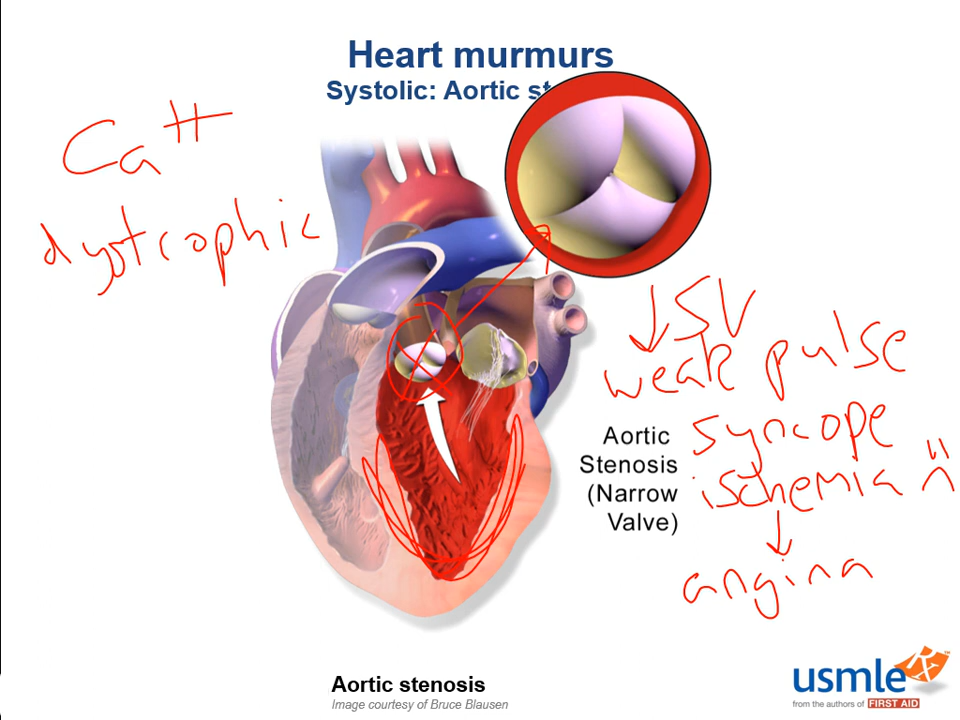 Heart murmurs
Systolic: Aortic st
Ca++
dystrophic
↓SV
weak pulse
syncope
ischemia
↓
angina
Aortic
Stenosis
(Narrow
Valve)
Aortic stenosis
Image courtesy of Bruce Blausen
usmle Rx™
from the authors of FIRST AID